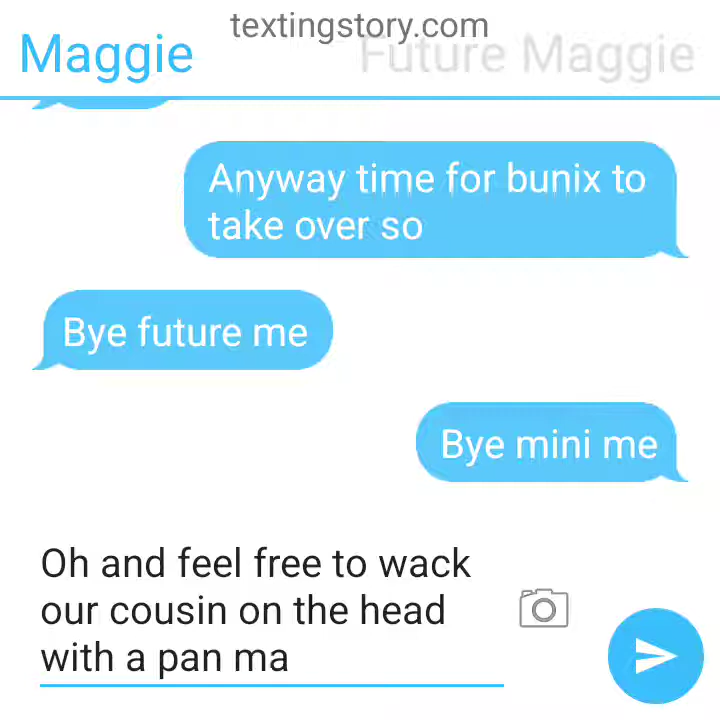 textingstory.com
Maggie
Future Maggie
Anyway time for bunix to
take over so
Bye future me
Bye mini me
Oh and feel free to wack
our cousin on the head
with a pan ma